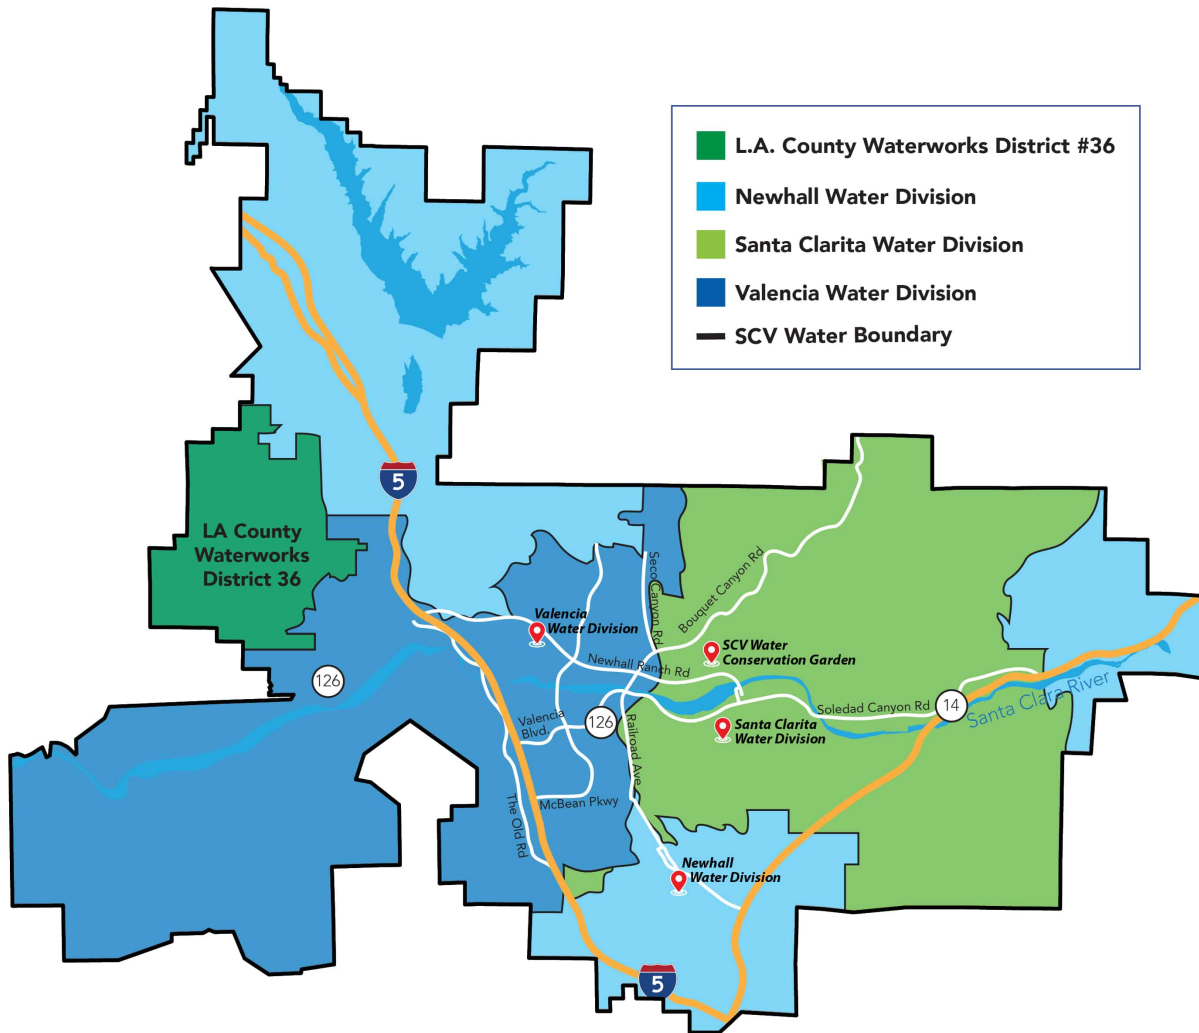 L.A. County Waterworks District #36
Newhall Water Division
Santa Clarita Water Division
Valencia Water Division
SCV Water Boundary
5
LA County
Waterworks
District 36
Seco Canyon Rd
Bouquet Canyon Rd
Valencia
Water Division
SCV Water
Conservation Garden
Newhall Ranch Rd
126
Santa Clara River
Soledad Canyon Rd
14
Valencia
Blvd.
126
Railroad Ave
Santa Clarita
Water Division
The Old Rd
McBean Pkwy
Newhall
Water Division
5